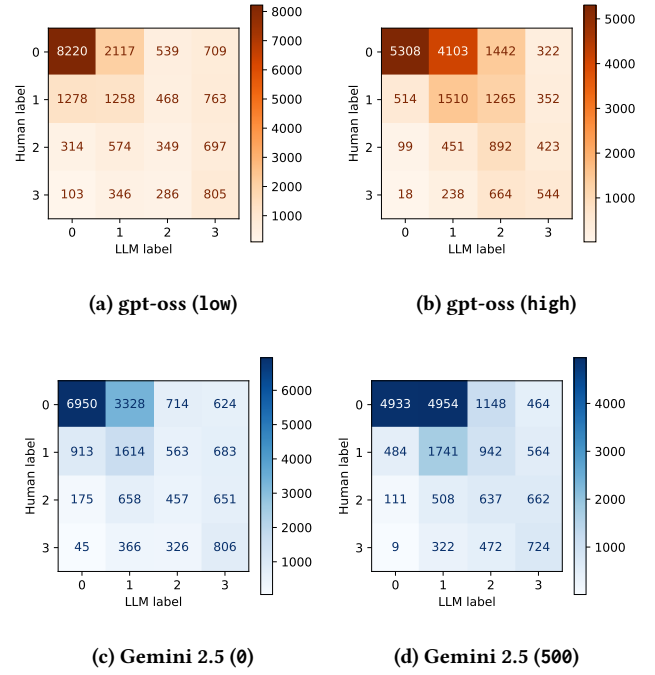 0 8220 2117 539 709
1 1278 1258 468 763
2 314 574 349 697
3 103 346 286 805
0 1 2 3
LLM label
Human label
8000
7000
6000
5000
4000
3000
2000
1000
(a) gpt-oss (low)
0 5308 4103 1442 322
1 514 1510 1265 352
2 99 451 892 423
3 18 238 664 544
0 1 2 3
LLM label
Human label
5000
4000
3000
2000
1000
(b) gpt-oss (high)
0 6950 3328 714 624
1 913 1614 563 683
2 175 658 457 651
3 45 366 326 806
0 1 2 3
LLM label
Human label
6000
5000
4000
3000
2000
1000
(c) Gemini 2.5 (0)
0 4933 4954 1148 464
1 484 1741 942 564
2 111 508 637 662
3 9 322 472 724
0 1 2 3
LLM label
Human label
4000
3000
2000
1000
(d) Gemini 2.5 (500)